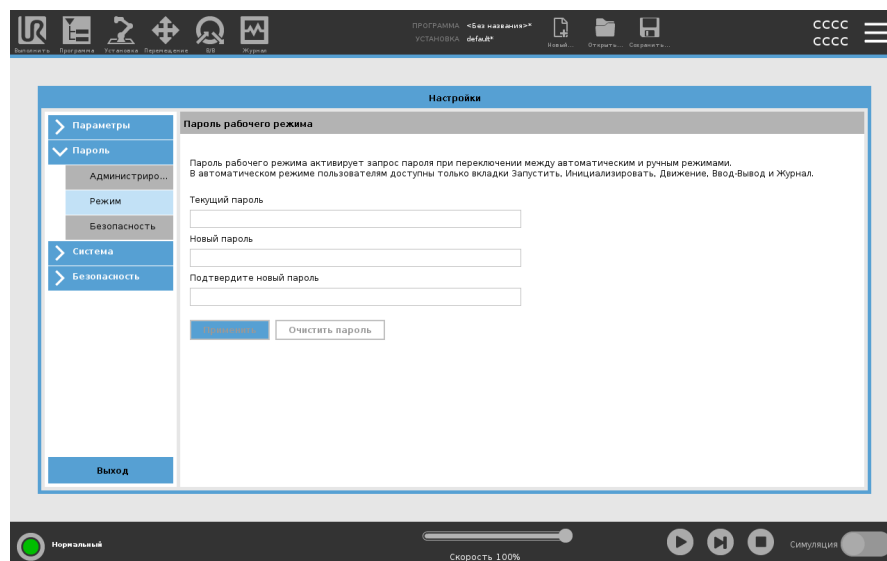 Выполнить Программа Установка Перемещение В/В Журнал
ПРОГРАММА <Без названия>*
УСТАНОВКА default*
Новый... Открыть... Сохранить...
CCCC
CCCC
Настройки
Параметры
Пароль
Администриро...
Режим
Безопасность
Система
Безопасность
Выход
Пароль рабочего режима
Пароль рабочего режима активирует запрос пароля при переключении между автоматическим и ручным режимами.
В автоматическом режиме пользователям доступны только вкладки Запустить, Инициализировать, Движение, Ввод-Вывод и Журнал.
Текущий пароль
Новый пароль
Подтвердите новый пароль
Применить Очистить пароль
Нормальный
Скорость 100%
Симуляция